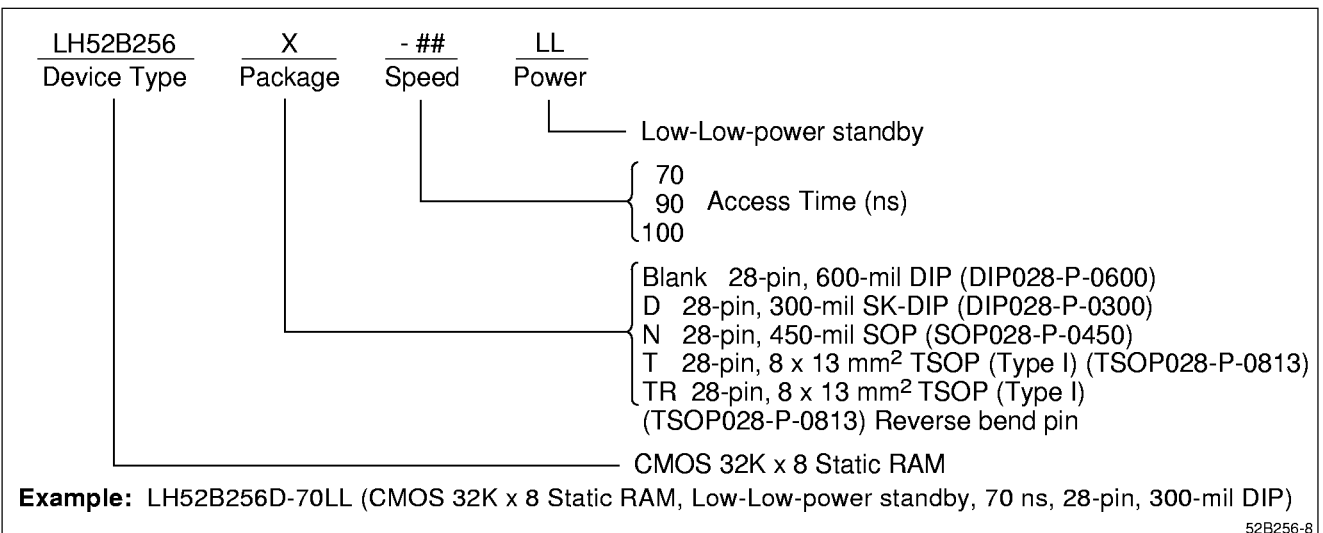 LH52B256 X - ## LL
Device Type Package Speed Power
Low-Low-power standby
70
90 Access Time (ns)
100
Blank 28-pin, 600-mil DIP (DIP028-P-0600)
D 28-pin, 300-mil SK-DIP (DIP028-P-0300)
N 28-pin, 450-mil SOP (SOP028-P-0450)
T 28-pin, 8 x 13 mm² TSOP (Type I) (TSOP028-P-0813)
TR 28-pin, 8 x 13 mm² TSOP (Type I)
(TSOP028-P-0813) Reverse bend pin
CMOS 32K x 8 Static RAM
Example: LH52B256D-70LL (CMOS 32K x 8 Static RAM, Low-Low-power standby, 70 ns, 28-pin, 300-mil DIP)
52B256-8